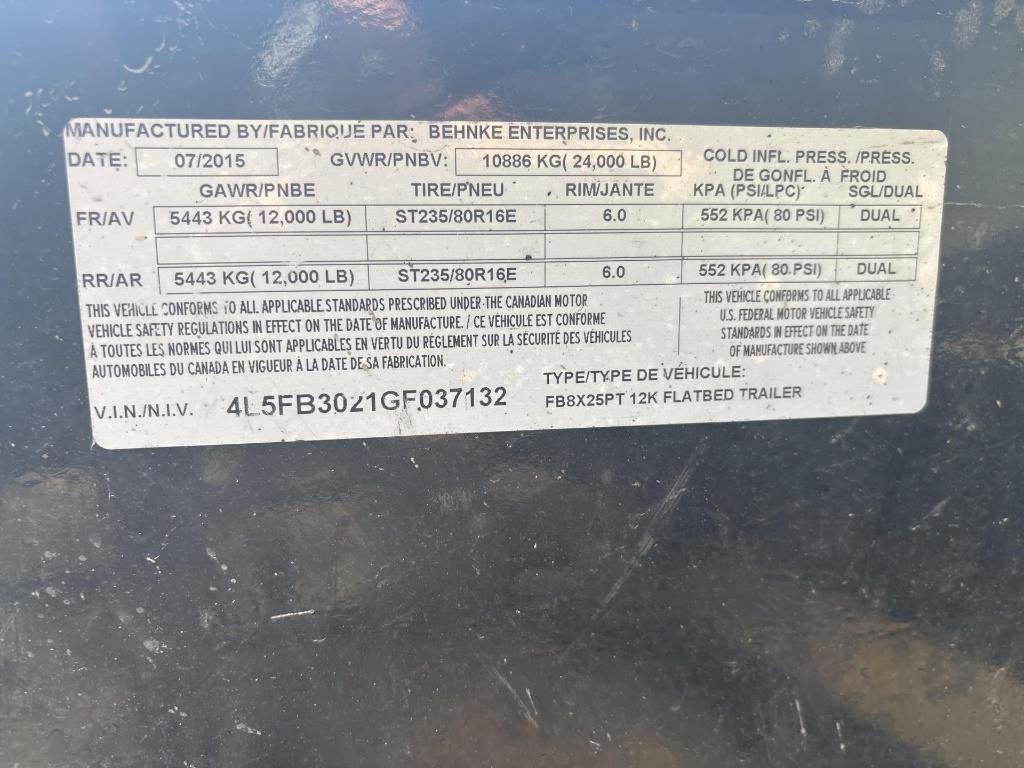 MANUFACTURED BY/FABRIQUÉ PAR: BEHNKE ENTERPRISES, INC.
DATE: 07/2015 GVWR/PNBV: 10886 KG( 24,000 LB) COLD INFL. PRESS. /PRESS.
DE GONFL. À FROID
GAWR/PNBE TIRE/PNEU RIM/JANTE KPA (PSI/LPC) SGL/DUAL
FR/AV 5443 KG( 12,000 LB) ST235/80R16E 6.0 552 KPA( 80 PSI) DUAL
RR/AR 5443 KG( 12,000 LB) ST235/80R16E 6.0 552 KPA( 80 PSI) DUAL
THIS VEHICLE CONFORMS TO ALL APPLICABLE STANDARDS PRESCRIBED UNDER THE CANADIAN MOTOR
VEHICLE SAFETY REGULATIONS IN EFFECT ON THE DATE OF MANUFACTURE. / CE VÉHICULE EST CONFORME
À TOUTES LES NORMES QUI LUI SONT APPLICABLES EN VERTU DU RÈGLEMENT SUR LA SÉCURITÉ DES VÉHICULES
AUTOMOBILES DU CANADA EN VIGUEUR À LA DATE DE SA FABRICATION.
THIS VEHICLE CONFORMS TO ALL APPLICABLE
U.S. FEDERAL MOTOR VEHICLE SAFETY
STANDARDS IN EFFECT ON THE DATE
OF MANUFACTURE SHOWN ABOVE
V.I.N./N.I.V. 4L5FB3021GF037132
TYPE/TYPE DE VÉHICULE:
FB8X25PT 12K FLATBED TRAILER